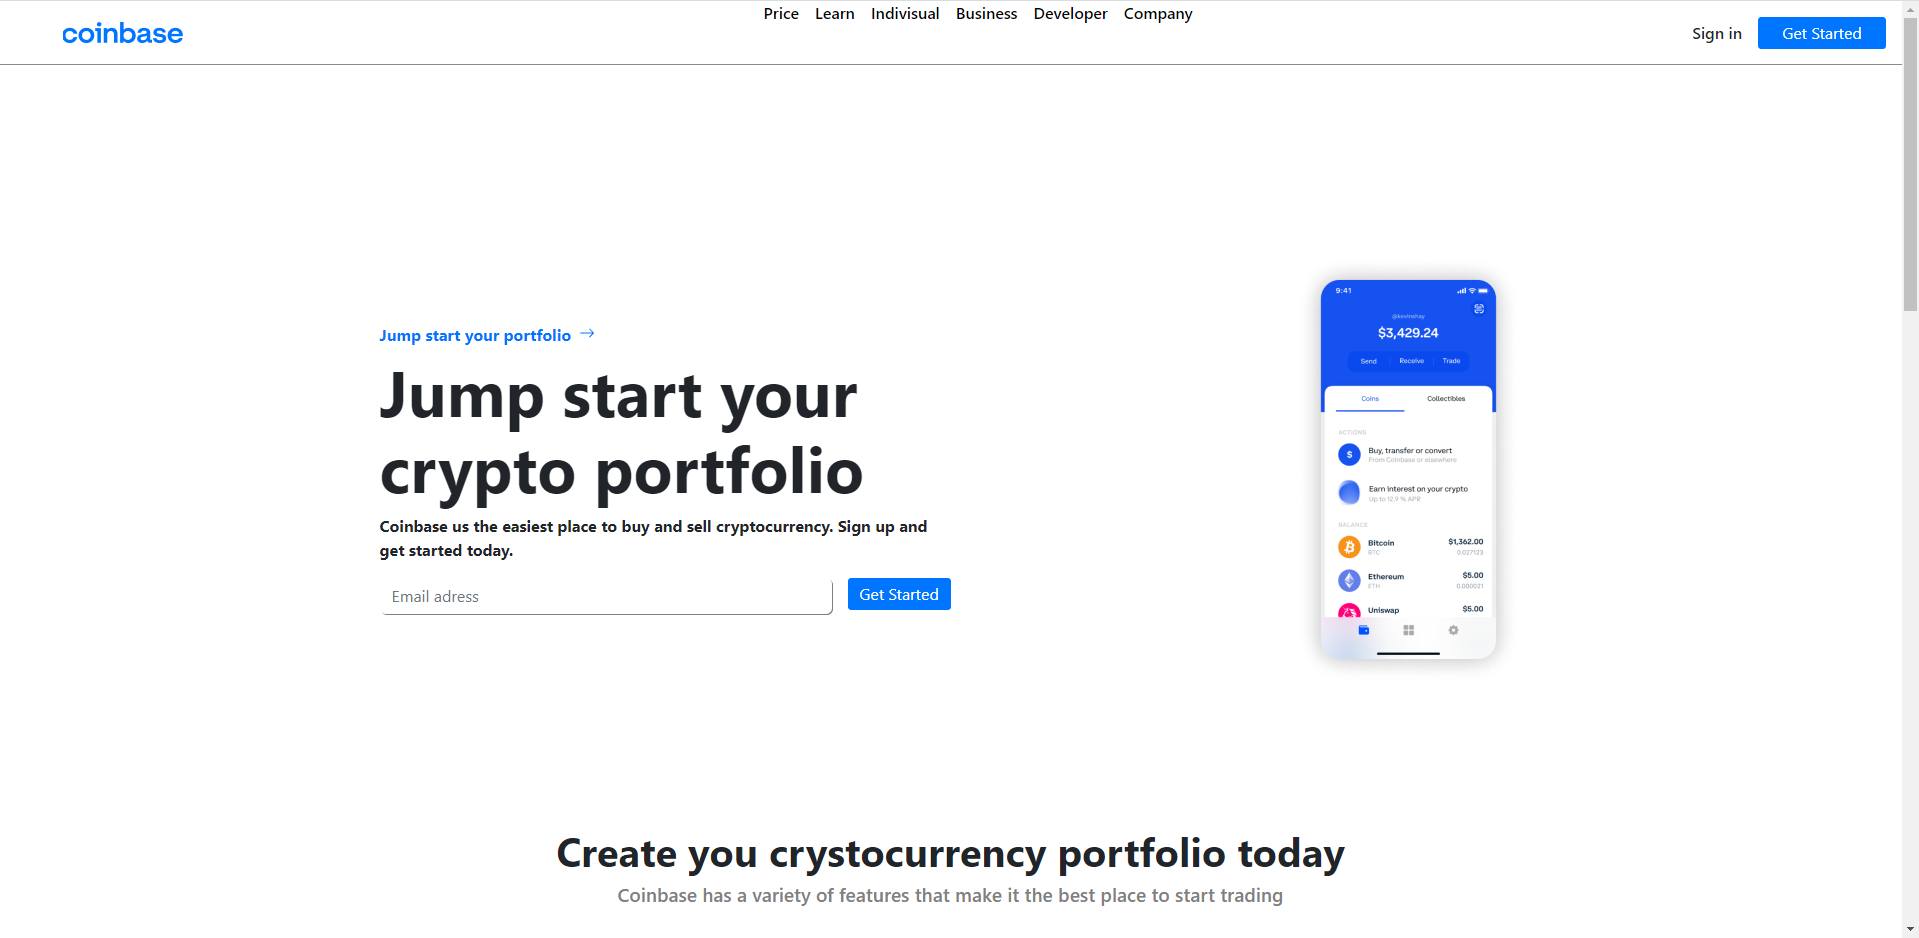 coinbase
Price Learn Indivisual Business Developer Company
Sign in Get Started
Jump start your portfolio →
Jump start your
crypto portfolio
Coinbase us the easiest place to buy and sell cryptocurrency. Sign up and
get started today.
Email adress
Get Started
9:41
@kevinshay
$3,429.24
Send Receive Trade
Coins Collectibles
ACTIONS
$
Buy, transfer or convert
From Coinbase or elsewhere
Earn interest on your crypto
Up to 12.9 % APR
BALANCE
Bitcoin $1,362.00
BTC 0.027123
Ethereum $5.00
ETH 0.000021
Uniswap $5.00
Create you crystocurrency portfolio today
Coinbase has a variety of features that make it the best place to start trading